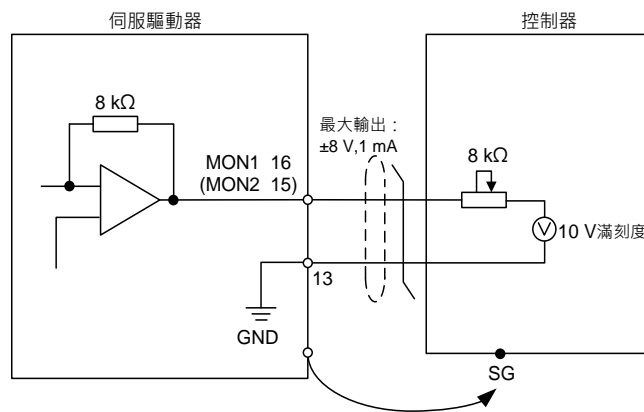 伺服驅動器
控制器
8 kΩ
最大輸出：
±8 V,1 mA
MON1 16
(MON2 15)
8 kΩ
10 V滿刻度
13
GND
SG
V